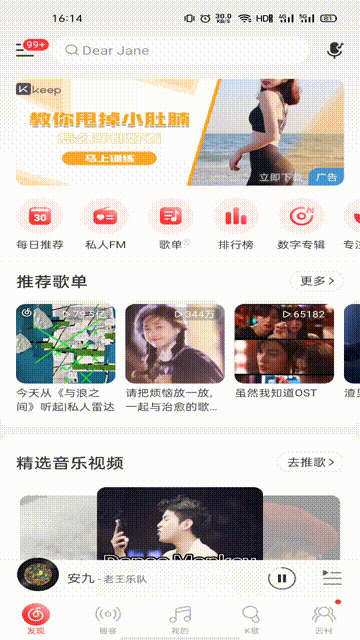 16:14
30.0 KB/S HD 4G 5G 81
99+
Dear Jane
keep
教你甩掉小肚腩
马上训练
立即下载 广告
30
每日推荐 私人FM 歌单 排行榜 数字专辑 专注
推荐歌单 更多
79.5亿 344万 65182
今天从《与浪之间》听起|私人雷达
请把烦恼放一放，一起与治愈的歌...
虽然我知道OST
精选音乐视频 去推歌
Dance Monkey
安九 - 老王乐队
发现 播客 我的 K歌 云村